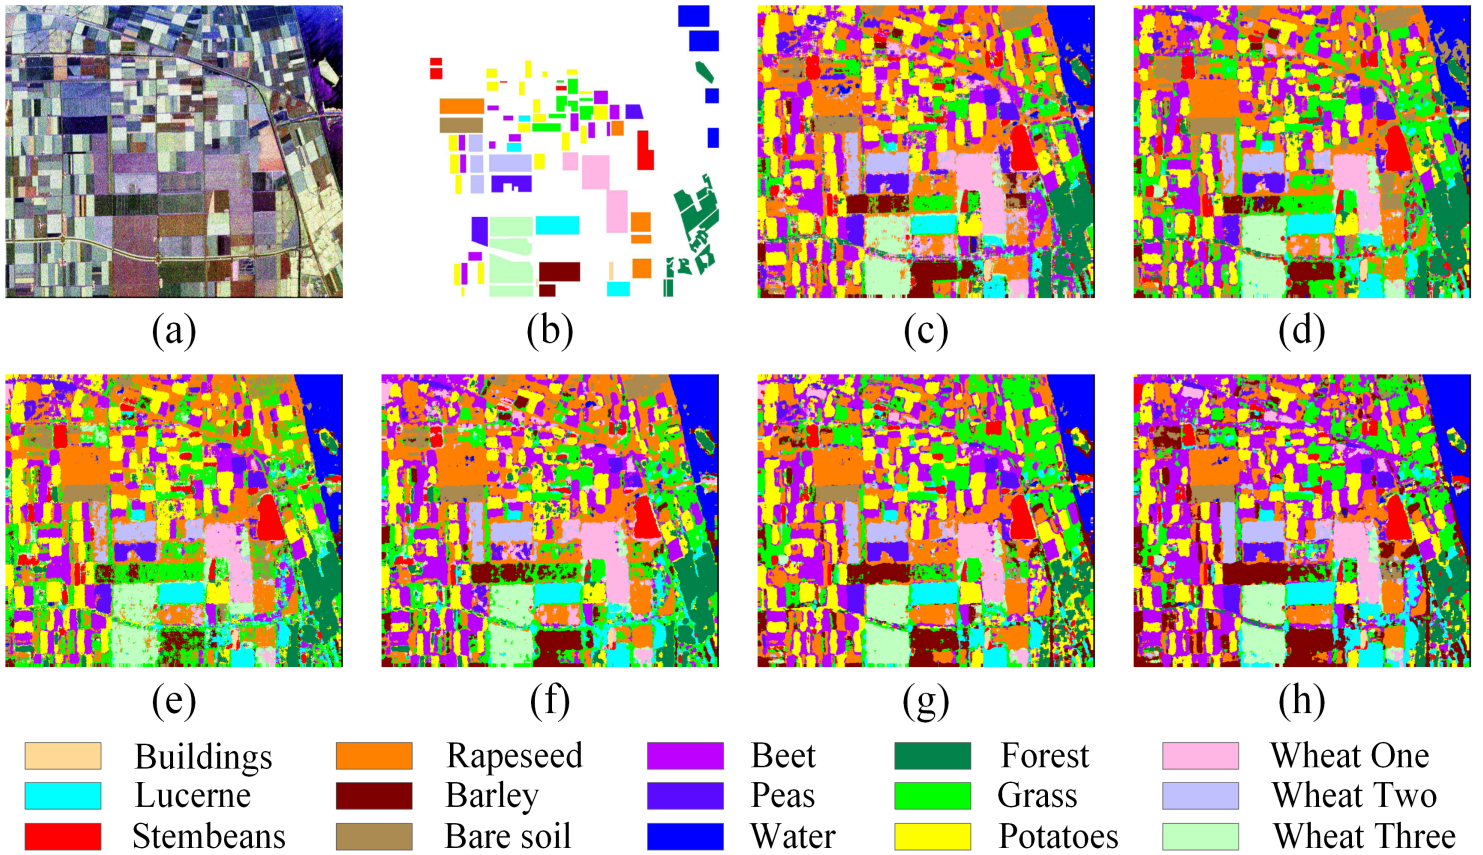 (a) (b) (c) (d)
(e) (f) (g) (h)
Buildings Rapeseed Beet Forest Wheat One
Lucerne Barley Peas Grass Wheat Two
Stembeans Bare soil Water Potatoes Wheat Three